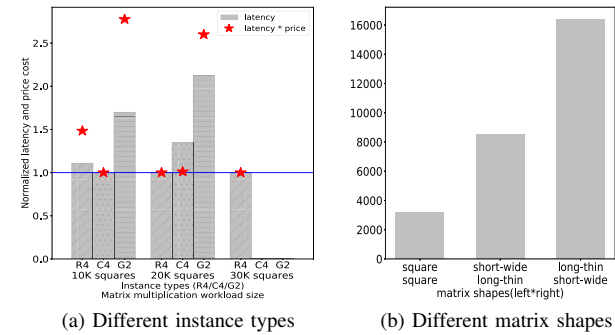 latency
latency * price
Normalized latency and price cost
2.5
2.0
1.5
1.0
0.5
0.0
R4 C4 G2 R4 C4 G2 R4 C4 G2
10K squares 20K squares 30K squares
Instance types (R4/C4/G2)
Matrix multiplication workload size
(a) Different instance types
16000
14000
12000
10000
8000
6000
4000
2000
0
square short-wide long-thin
square long-thin short-wide
matrix shapes(left*right)
(b) Different matrix shapes